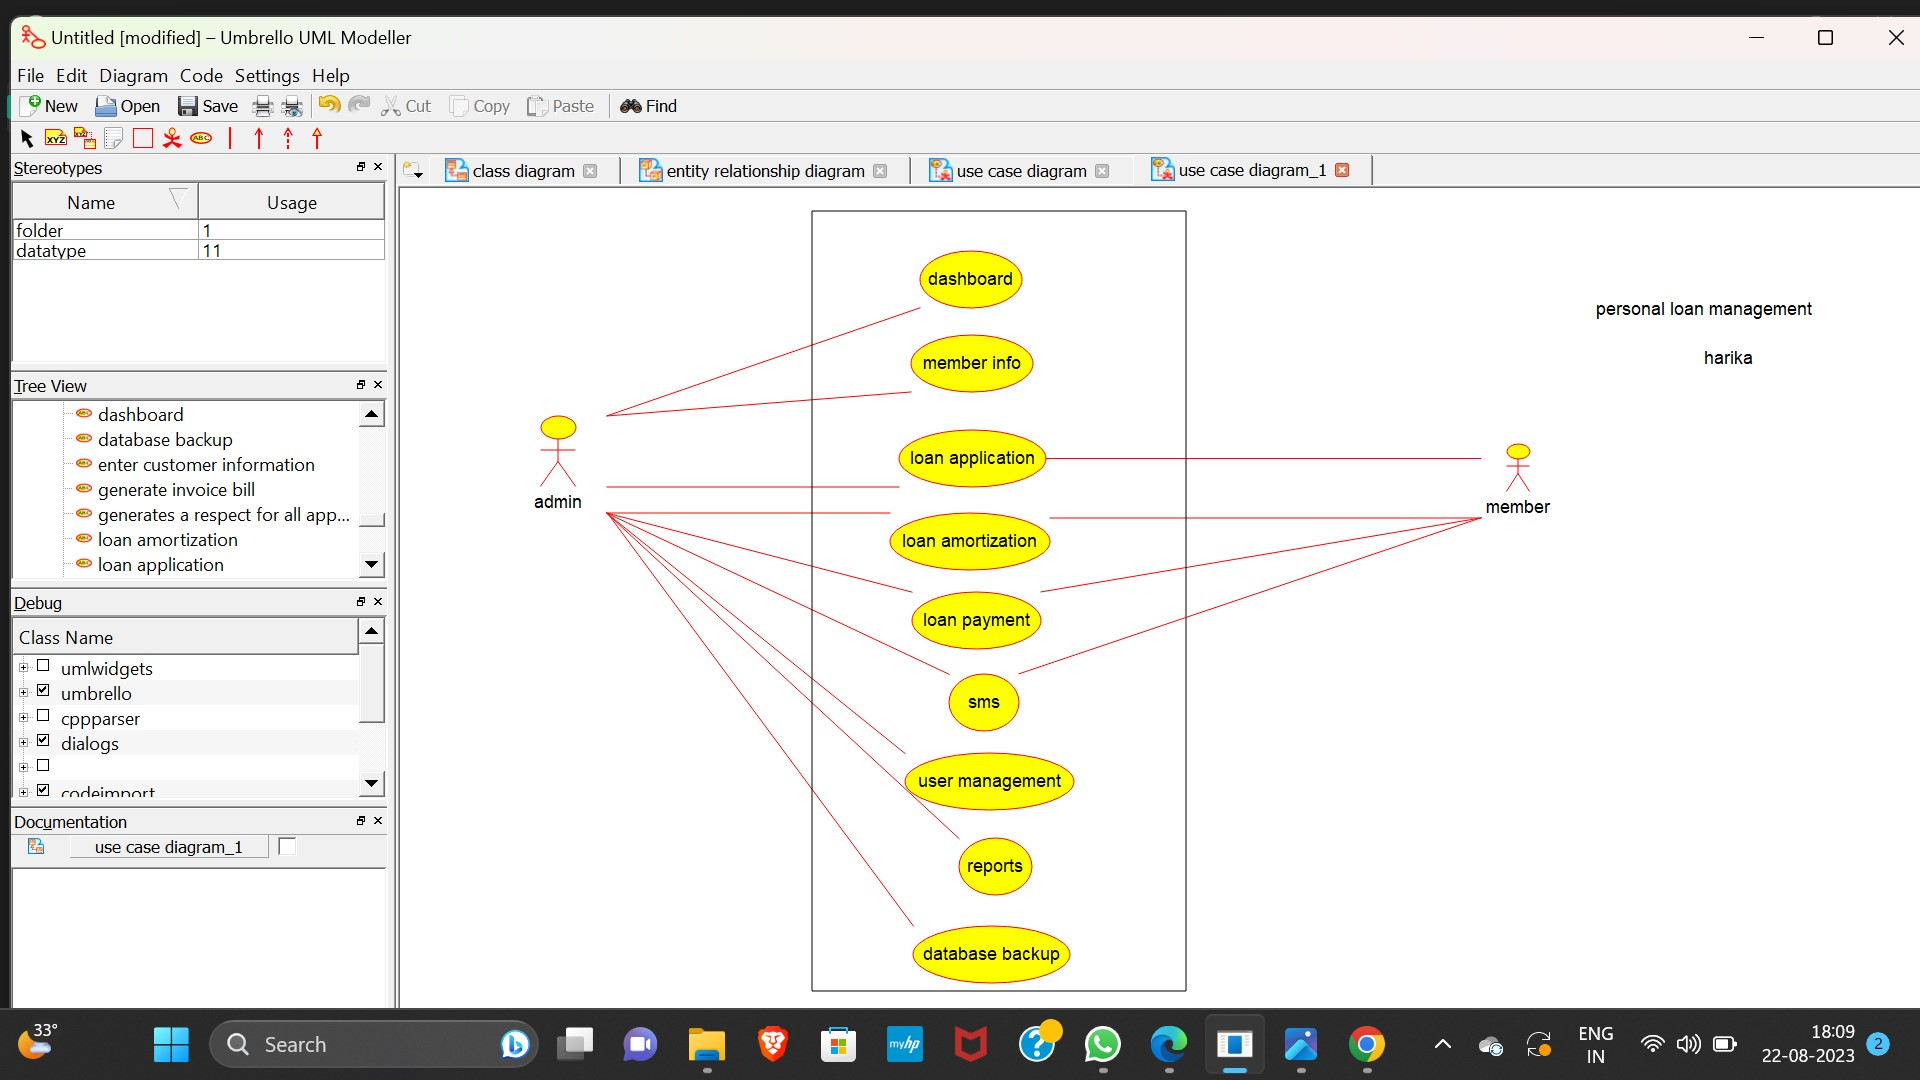 Untitled [modified] – Umbrello UML Modeller
File Edit Diagram Code Settings Help
New Open Save Cut Copy Paste Find
XYZ XYZ ABC
Stereotypes
Name Usage
folder 1
datatype 11
Tree View
dashboard
database backup
enter customer information
generate invoice bill
generates a respect for all app...
loan amortization
loan application
Debug
Class Name
umlwidgets
umbrello
cppparser
dialogs
codeimport
Documentation
use case diagram_1
class diagram entity relationship diagram use case diagram use case diagram_1
dashboard
member info
loan application
loan amortization
loan payment
sms
user management
reports
database backup
admin
member
personal loan management
harika
33°
Search
myhp
ENG
IN
18:09
22-08-2023
2